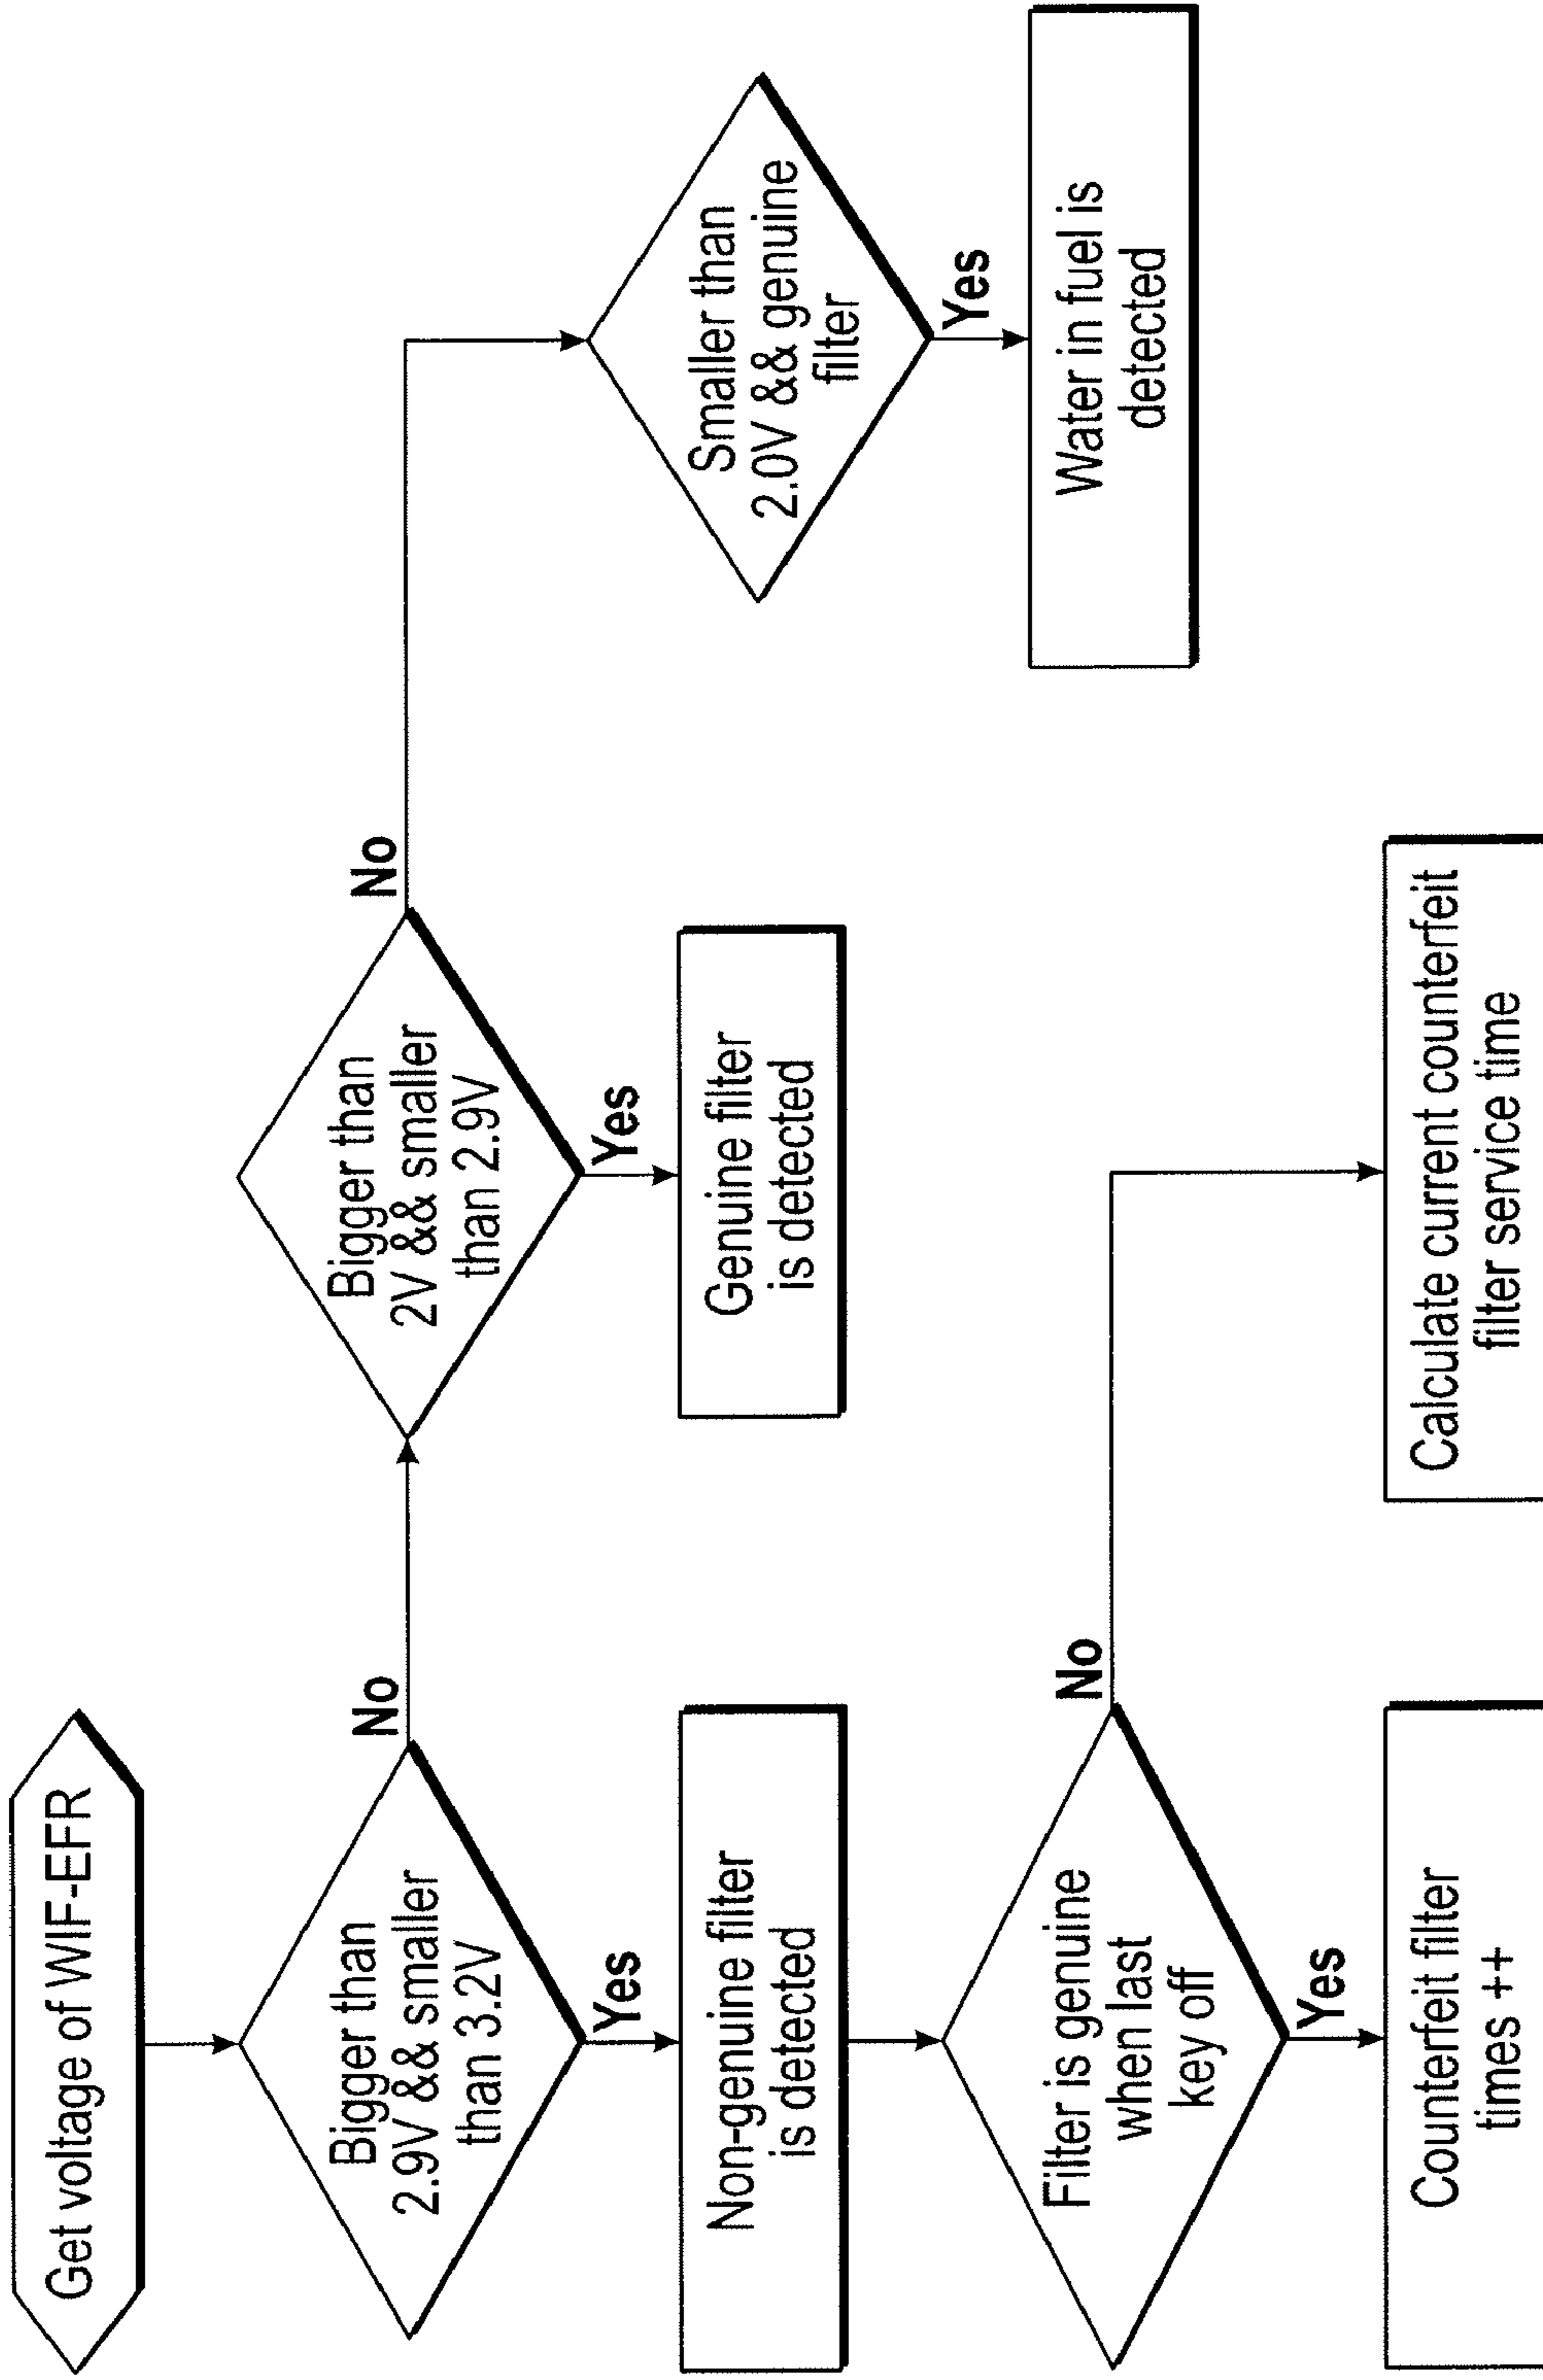 Get voltage of WIF-EFR
Bigger than
2.9V && smaller
than 3.2V
No
Yes
Bigger than
2V && smaller
than 2.9V
No
Yes
Smaller than
2.0V && genuine
filter
Yes
Non-genuine filter
is detected
Genuine filter
is detected
Water in fuel is
detected
Filter is genuine
when last
key off
No
Yes
Counterfeit filter
times ++
Calculate current counterfeit
filter service time